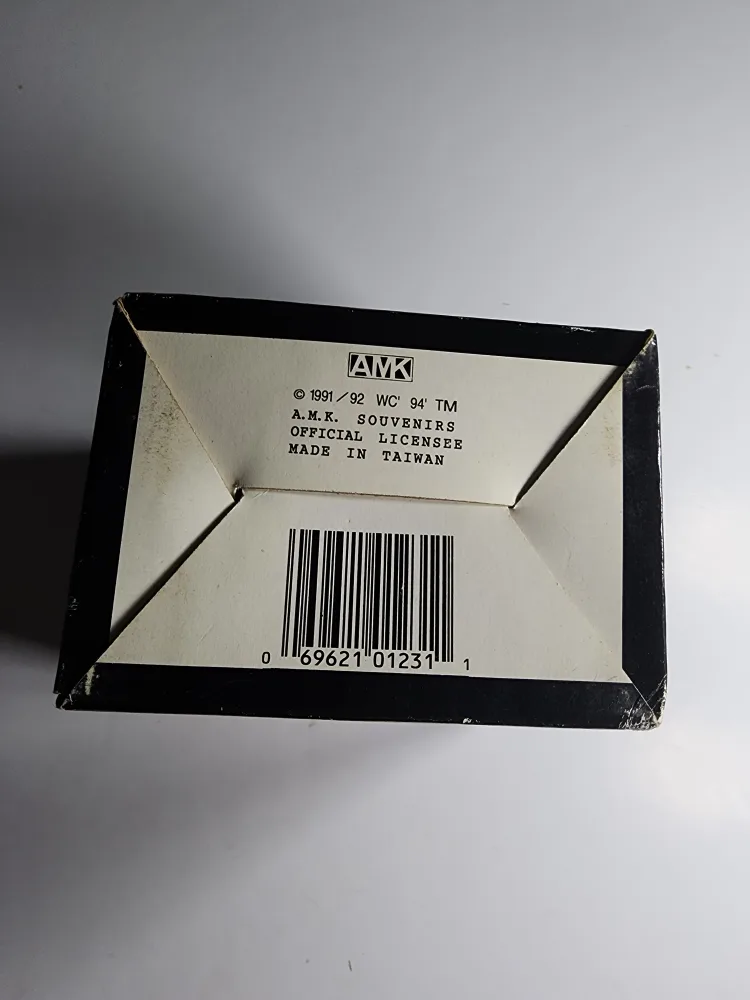 AMK
© 1991/92 WC' 94' TM
A.M.K. SOUVENIRS
OFFICIAL LICENSEE
MADE IN TAIWAN
0 69621 01231 1